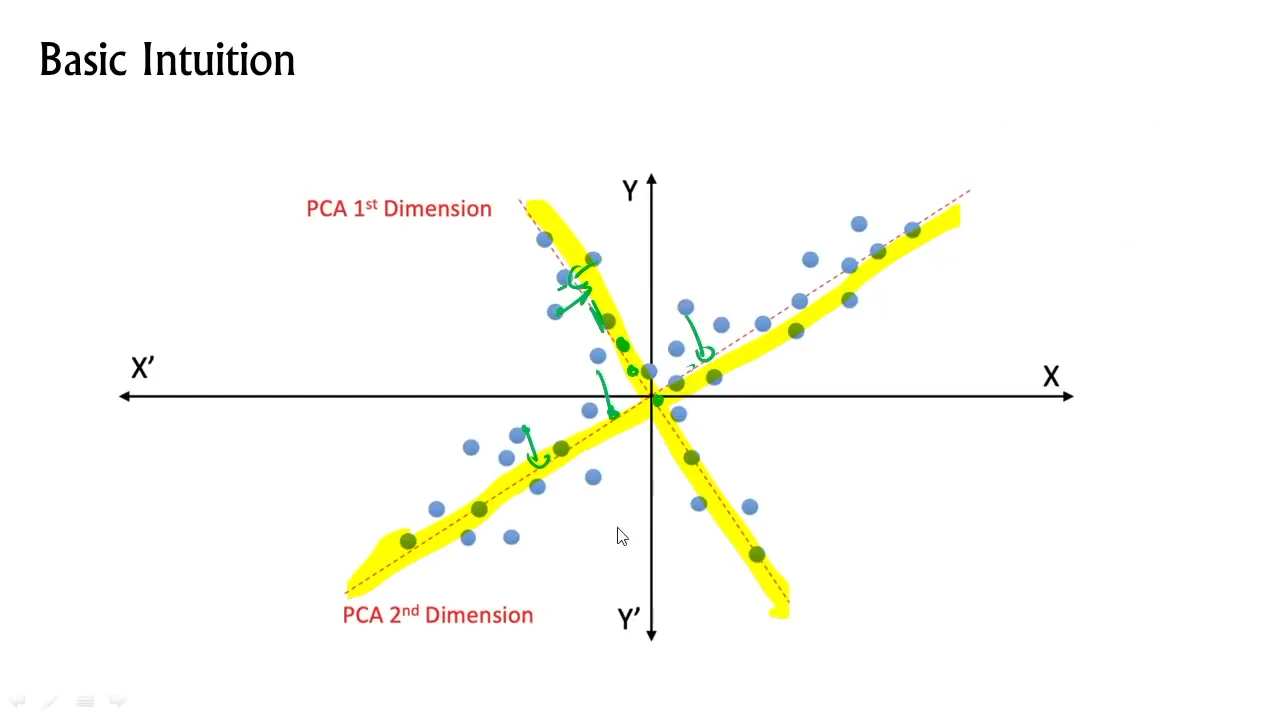 Basic Intuition
Y
PCA 1st Dimension
X’
X
PCA 2nd Dimension
Y’